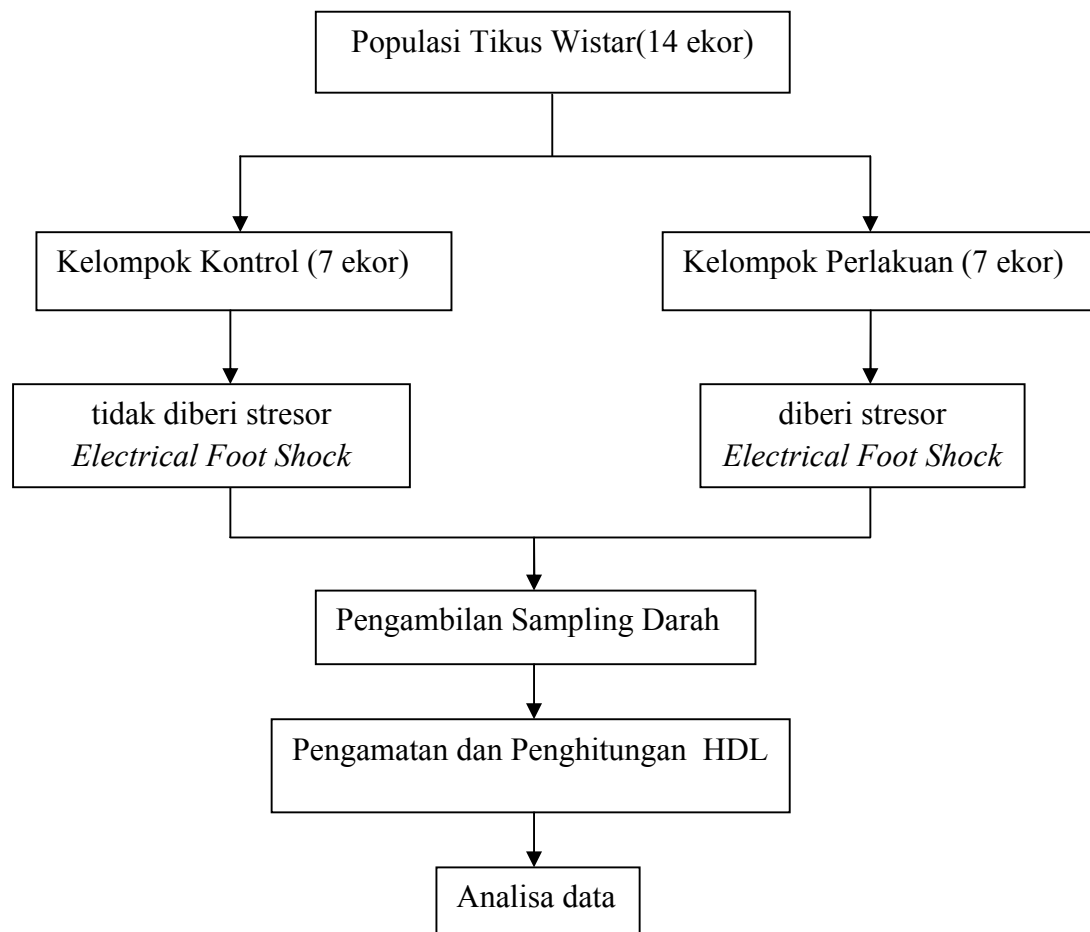 Populasi Tikus Wistar(14 ekor)
Kelompok Kontrol (7 ekor)
Kelompok Perlakuan (7 ekor)
tidak diberi stresor
Electrical Foot Shock
diberi stresor
Electrical Foot Shock
Pengambilan Sampling Darah
Pengamatan dan Penghitungan HDL
Analisa data